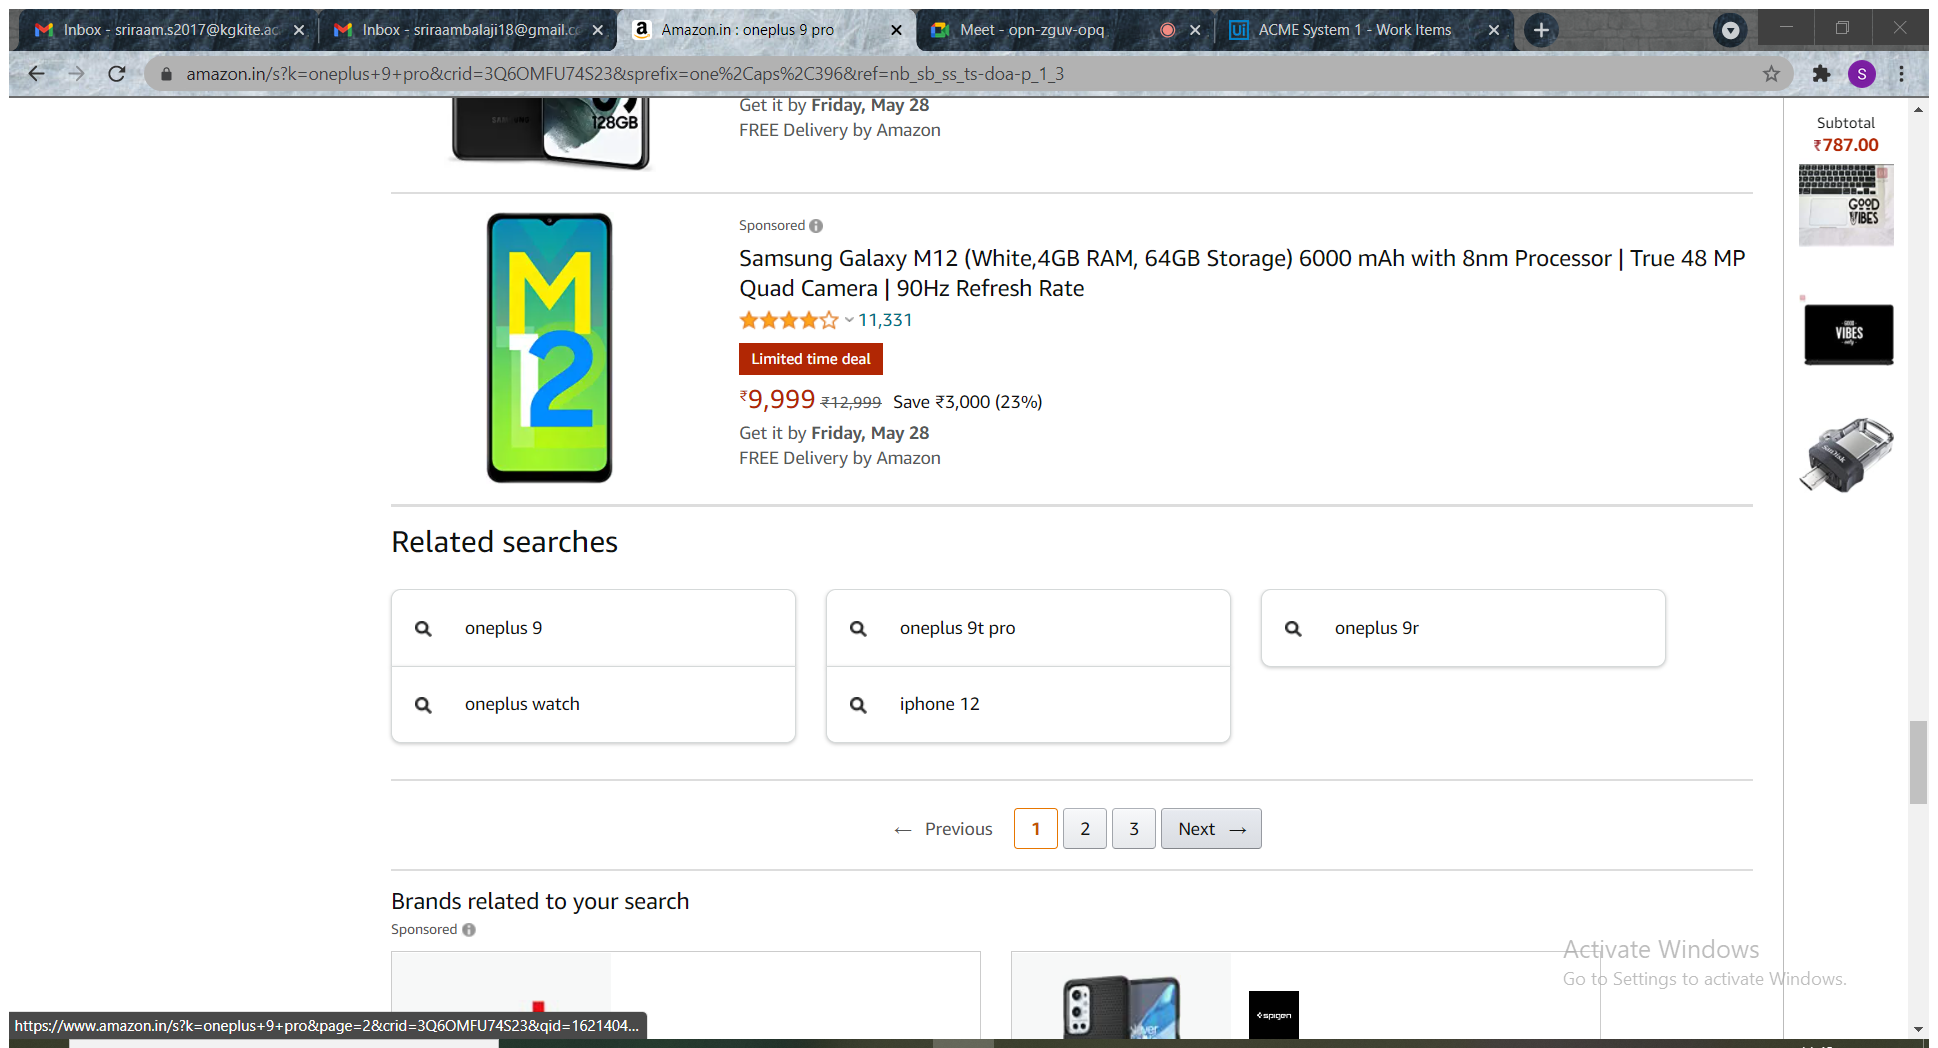 Inbox - sriraam.s2017@kgkite.ac
Inbox - sriraambalaji18@gmail.c
Amazon.in : oneplus 9 pro
Meet - opn-zguv-opq
ACME System 1 - Work Items
amazon.in/s?k=oneplus+9+pro&crid=3Q6OMFU74S23&sprefix=one%2Caps%2C396&ref=nb_sb_ss_ts-doa-p_1_3
S
128GB
Get it by Friday, May 28
FREE Delivery by Amazon
Subtotal
₹787.00
GOOD
VIBES
M
12
Sponsored
Samsung Galaxy M12 (White,4GB RAM, 64GB Storage) 6000 mAh with 8nm Processor | True 48 MP
Quad Camera | 90Hz Refresh Rate
11,331
Limited time deal
₹9,999 ₹12,999 Save ₹3,000 (23%)
Get it by Friday, May 28
FREE Delivery by Amazon
VIBES
SanDisk
Related searches
oneplus 9
oneplus 9t pro
oneplus 9r
oneplus watch
iphone 12
← Previous 1 2 3 Next →
Brands related to your search
Sponsored
spigen
Activate Windows
Go to Settings to activate Windows.
https://www.amazon.in/s?k=oneplus+9+pro&page=2&crid=3Q6OMFU74S23&qid=1621404...